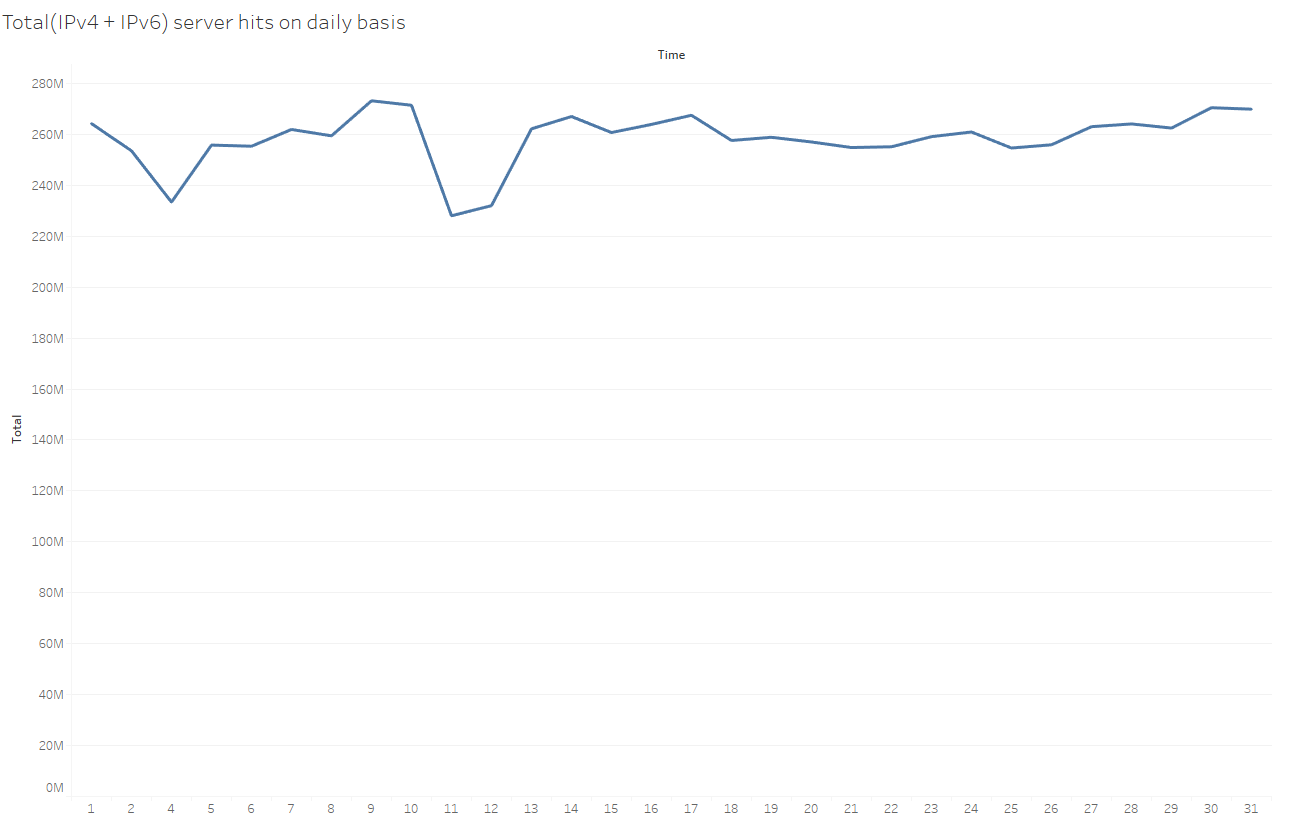 Total(IPv4 + IPv6) server hits on daily basis
Time
280M
260M
240M
220M
200M
180M
160M
140M
120M
100M
80M
60M
40M
20M
0M
Total
1 2 4 5 6 7 8 9 10 11 12 13 14 15 16 17 18 19 20 21 22 23 24 25 26 27 28 29 30 31